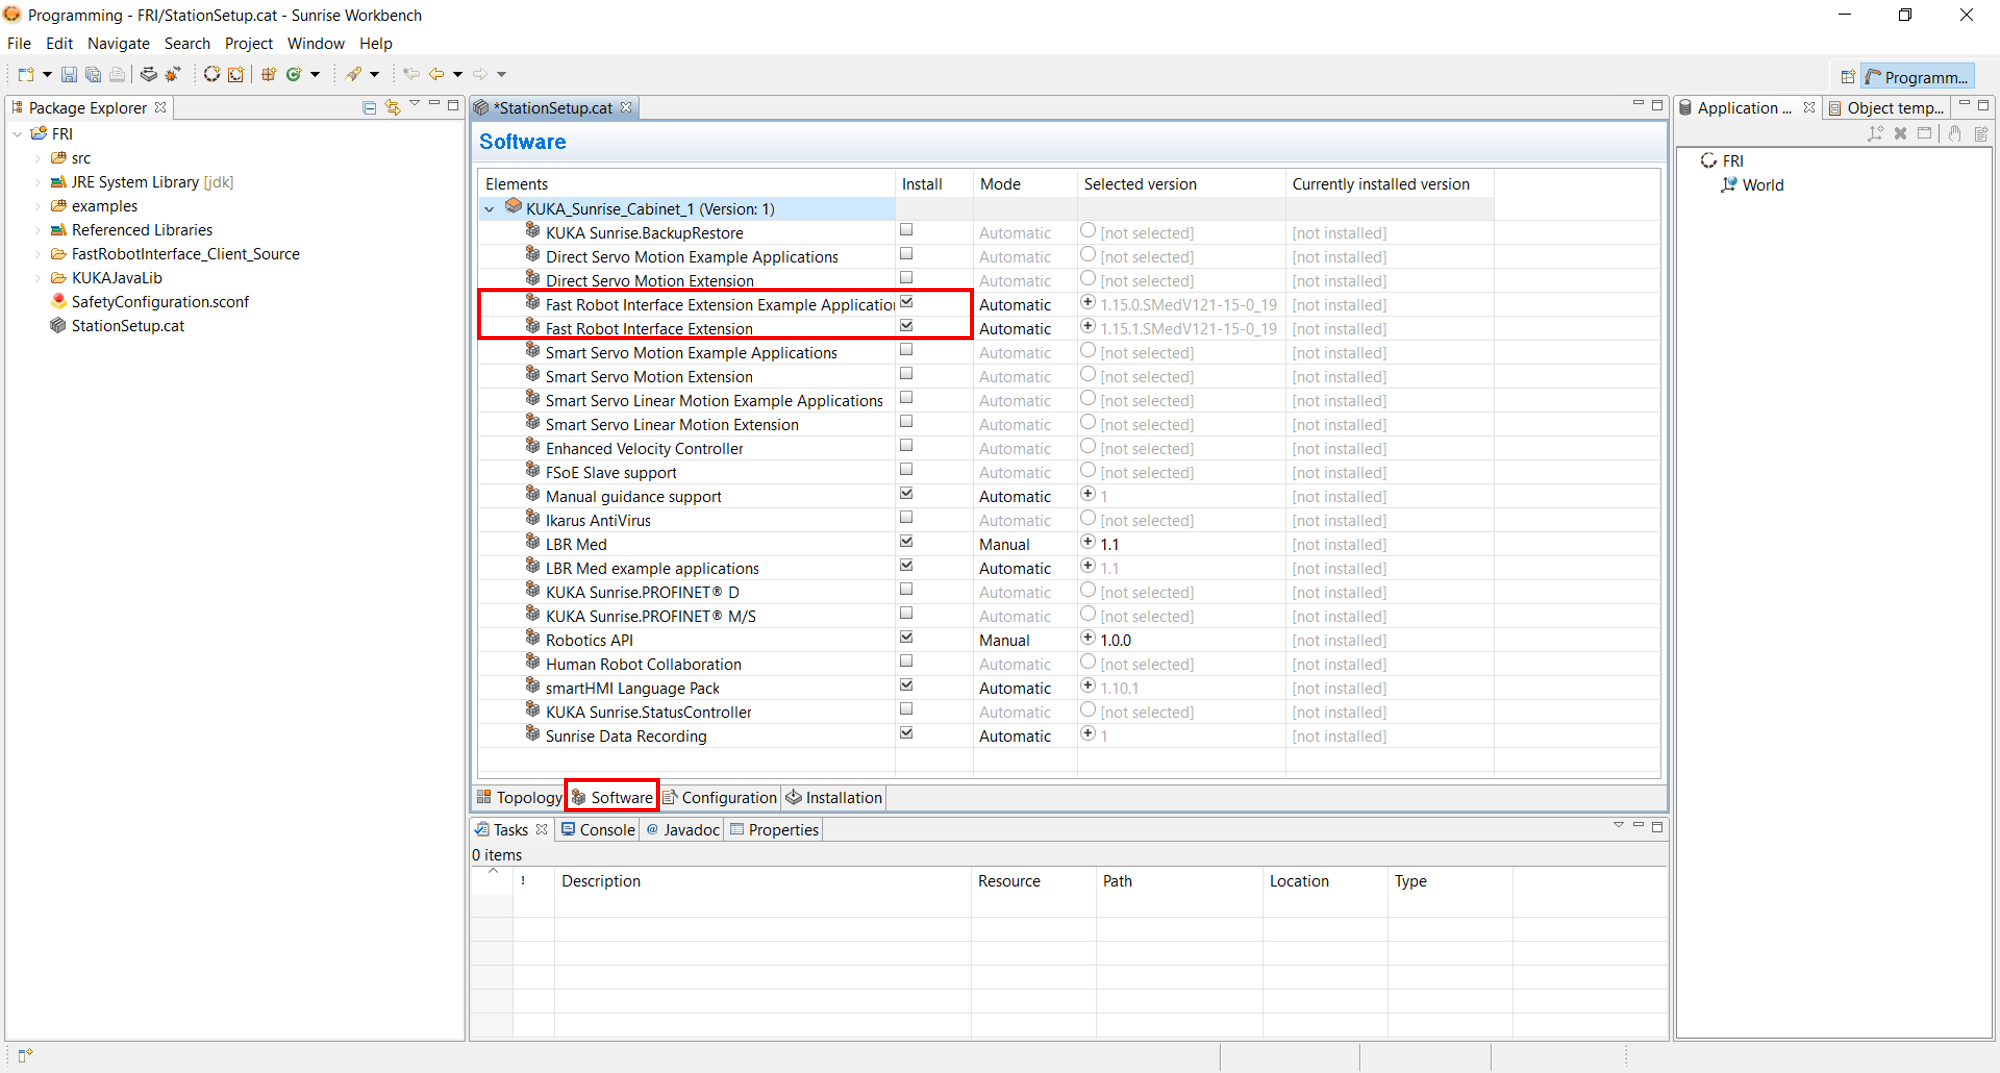 Programming - FRI/StationSetup.cat - Sunrise Workbench
File Edit Navigate Search Project Window Help
Programm...
Package Explorer
FRI
src
JRE System Library [jdk]
examples
Referenced Libraries
FastRobotInterface_Client_Source
KUKAJavaLib
SafetyConfiguration.sconf
StationSetup.cat
*StationSetup.cat
Software
Elements Install Mode Selected version Currently installed version
KUKA_Sunrise_Cabinet_1 (Version: 1)
KUKA Sunrise.BackupRestore Automatic [not selected] [not installed]
Direct Servo Motion Example Applications Automatic [not selected] [not installed]
Direct Servo Motion Extension Automatic [not selected] [not installed]
Fast Robot Interface Extension Example Applicatio Automatic 1.15.0.SMedV121-15-0_19 [not installed]
Fast Robot Interface Extension Automatic 1.15.1.SMedV121-15-0_19 [not installed]
Smart Servo Motion Example Applications Automatic [not selected] [not installed]
Smart Servo Motion Extension Automatic [not selected] [not installed]
Smart Servo Linear Motion Example Applications Automatic [not selected] [not installed]
Smart Servo Linear Motion Extension Automatic [not selected] [not installed]
Enhanced Velocity Controller Automatic [not selected] [not installed]
FSoE Slave support Automatic [not selected] [not installed]
Manual guidance support Automatic 1 [not installed]
Ikarus AntiVirus Automatic [not selected] [not installed]
LBR Med Manual 1.1 [not installed]
LBR Med example applications Automatic 1.1 [not installed]
KUKA Sunrise.PROFINET® D Automatic [not selected] [not installed]
KUKA Sunrise.PROFINET® M/S Automatic [not selected] [not installed]
Robotics API Manual 1.0.0 [not installed]
Human Robot Collaboration Automatic [not selected] [not installed]
smartHMI Language Pack Automatic 1.10.1 [not installed]
KUKA Sunrise.StatusController Automatic [not selected] [not installed]
Sunrise Data Recording Automatic 1 [not installed]
Topology Software Configuration Installation
Tasks Console @ Javadoc Properties
0 items
! Description Resource Path Location Type
Application ... Object temp...
FRI
World